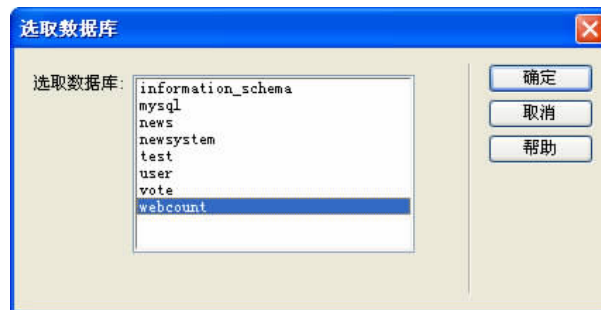 选取数据库
选取数据库:
information_schema
mysql
news
newsystem
test
user
vote
webcount
确定
取消
帮助